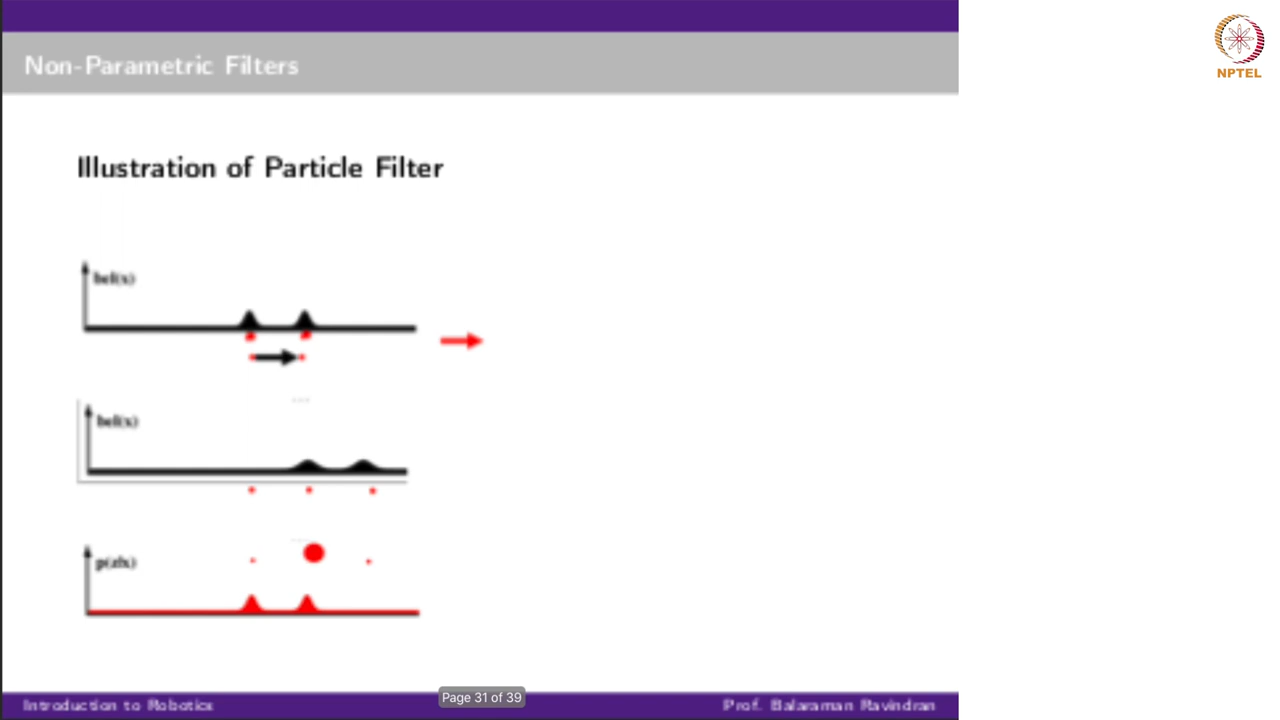 Non-Parametric Filters
NPTEL
Illustration of Particle Filter
bel(x)
bel(x)
p(z|x)
Page 31 of 39
Introduction to Robotics
Prof. Balaraman Ravindran